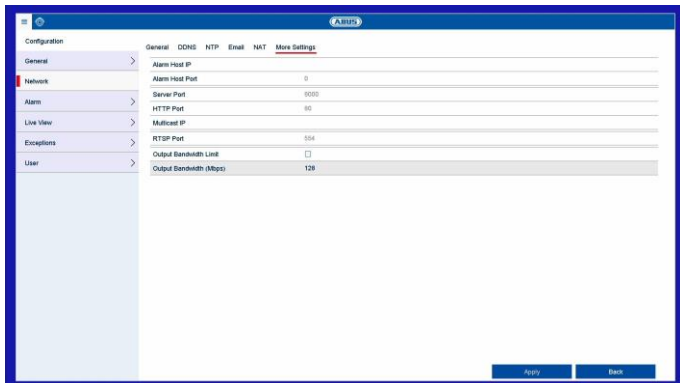 ABUS
Configuration
General
Network
Alarm
Live View
Exceptions
User
General DDNS NTP Email NAT More Settings
Alarm Host IP
Alarm Host Port 0
Server Port 8000
HTTP Port 80
Multicast IP
RTSP Port 554
Output Bandwidth Limit
Output Bandwidth (Mbps) 128
Apply Back